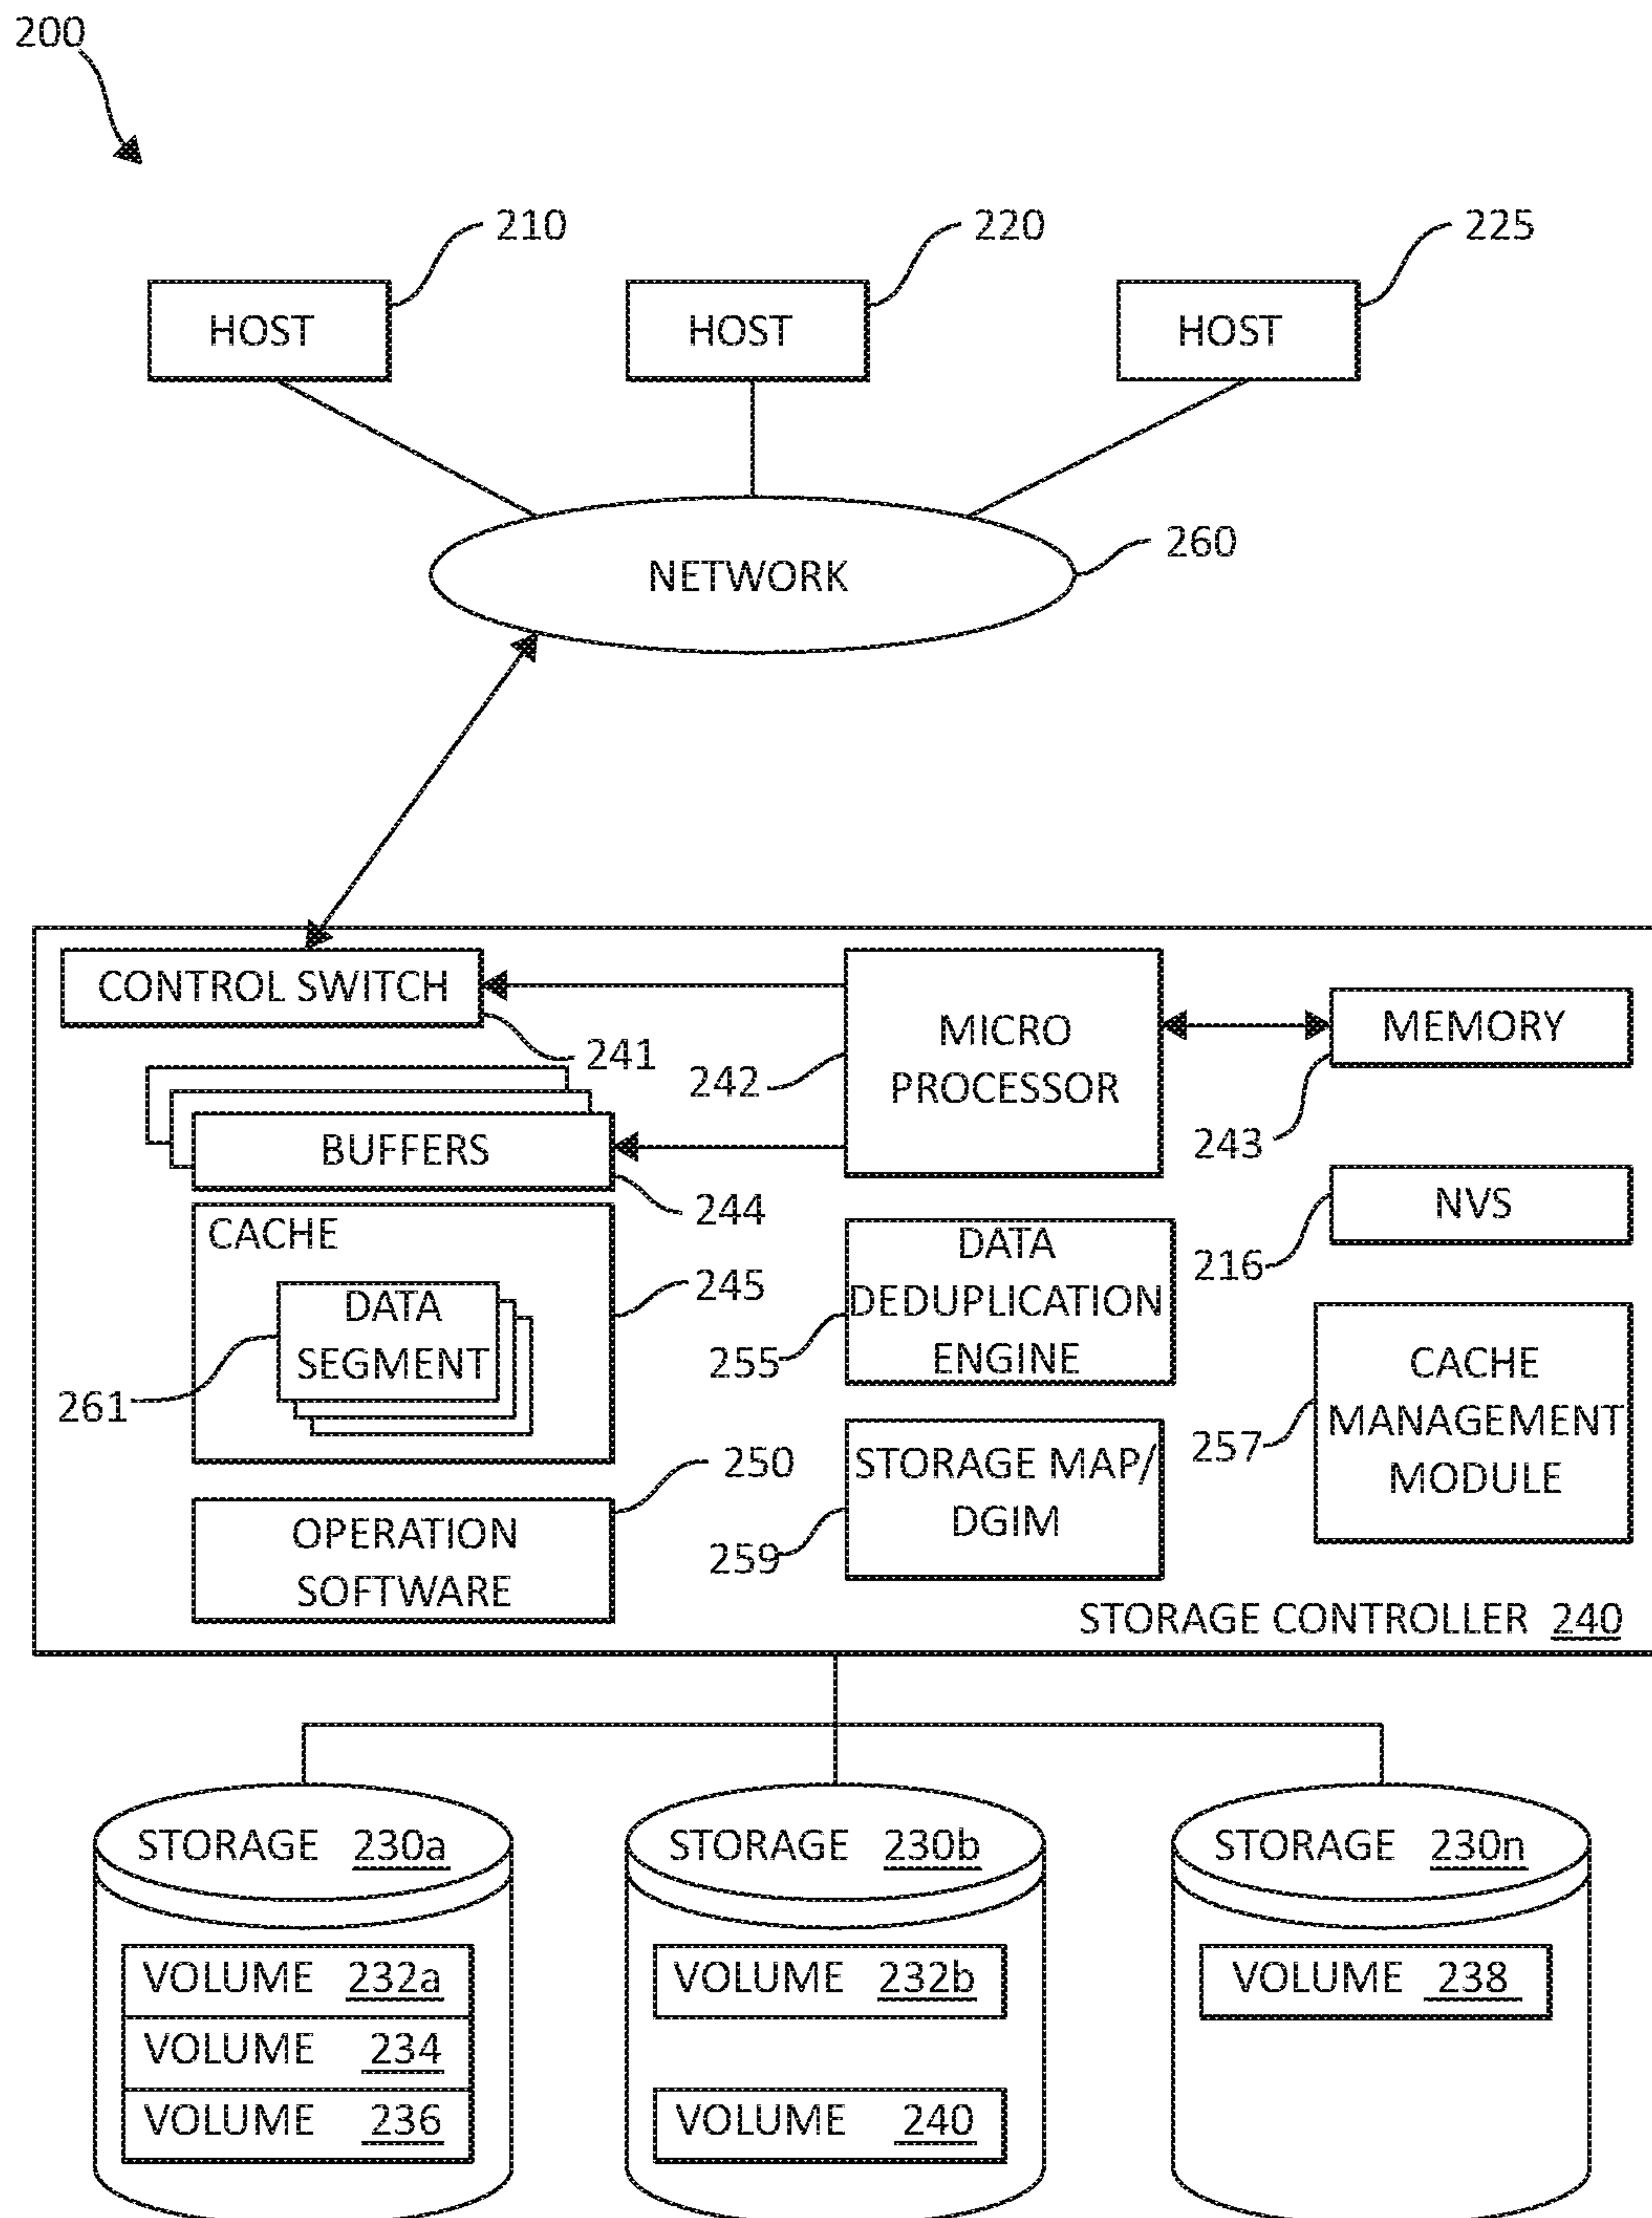 200
210
220
225
HOST
HOST
HOST
260
NETWORK
CONTROL SWITCH
241
MICRO
PROCESSOR
242
MEMORY
243
BUFFERS
244
NVS
216
CACHE
245
DATA
SEGMENT
261
DATA
DEDUPLICATION
ENGINE
255
CACHE
MANAGEMENT
MODULE
257
STORAGE MAP/
DGIM
259
250
OPERATION
SOFTWARE
STORAGE CONTROLLER 240
STORAGE 230a
VOLUME 232a
VOLUME 234
VOLUME 236
STORAGE 230b
VOLUME 232b
VOLUME 240
STORAGE 230n
VOLUME 238